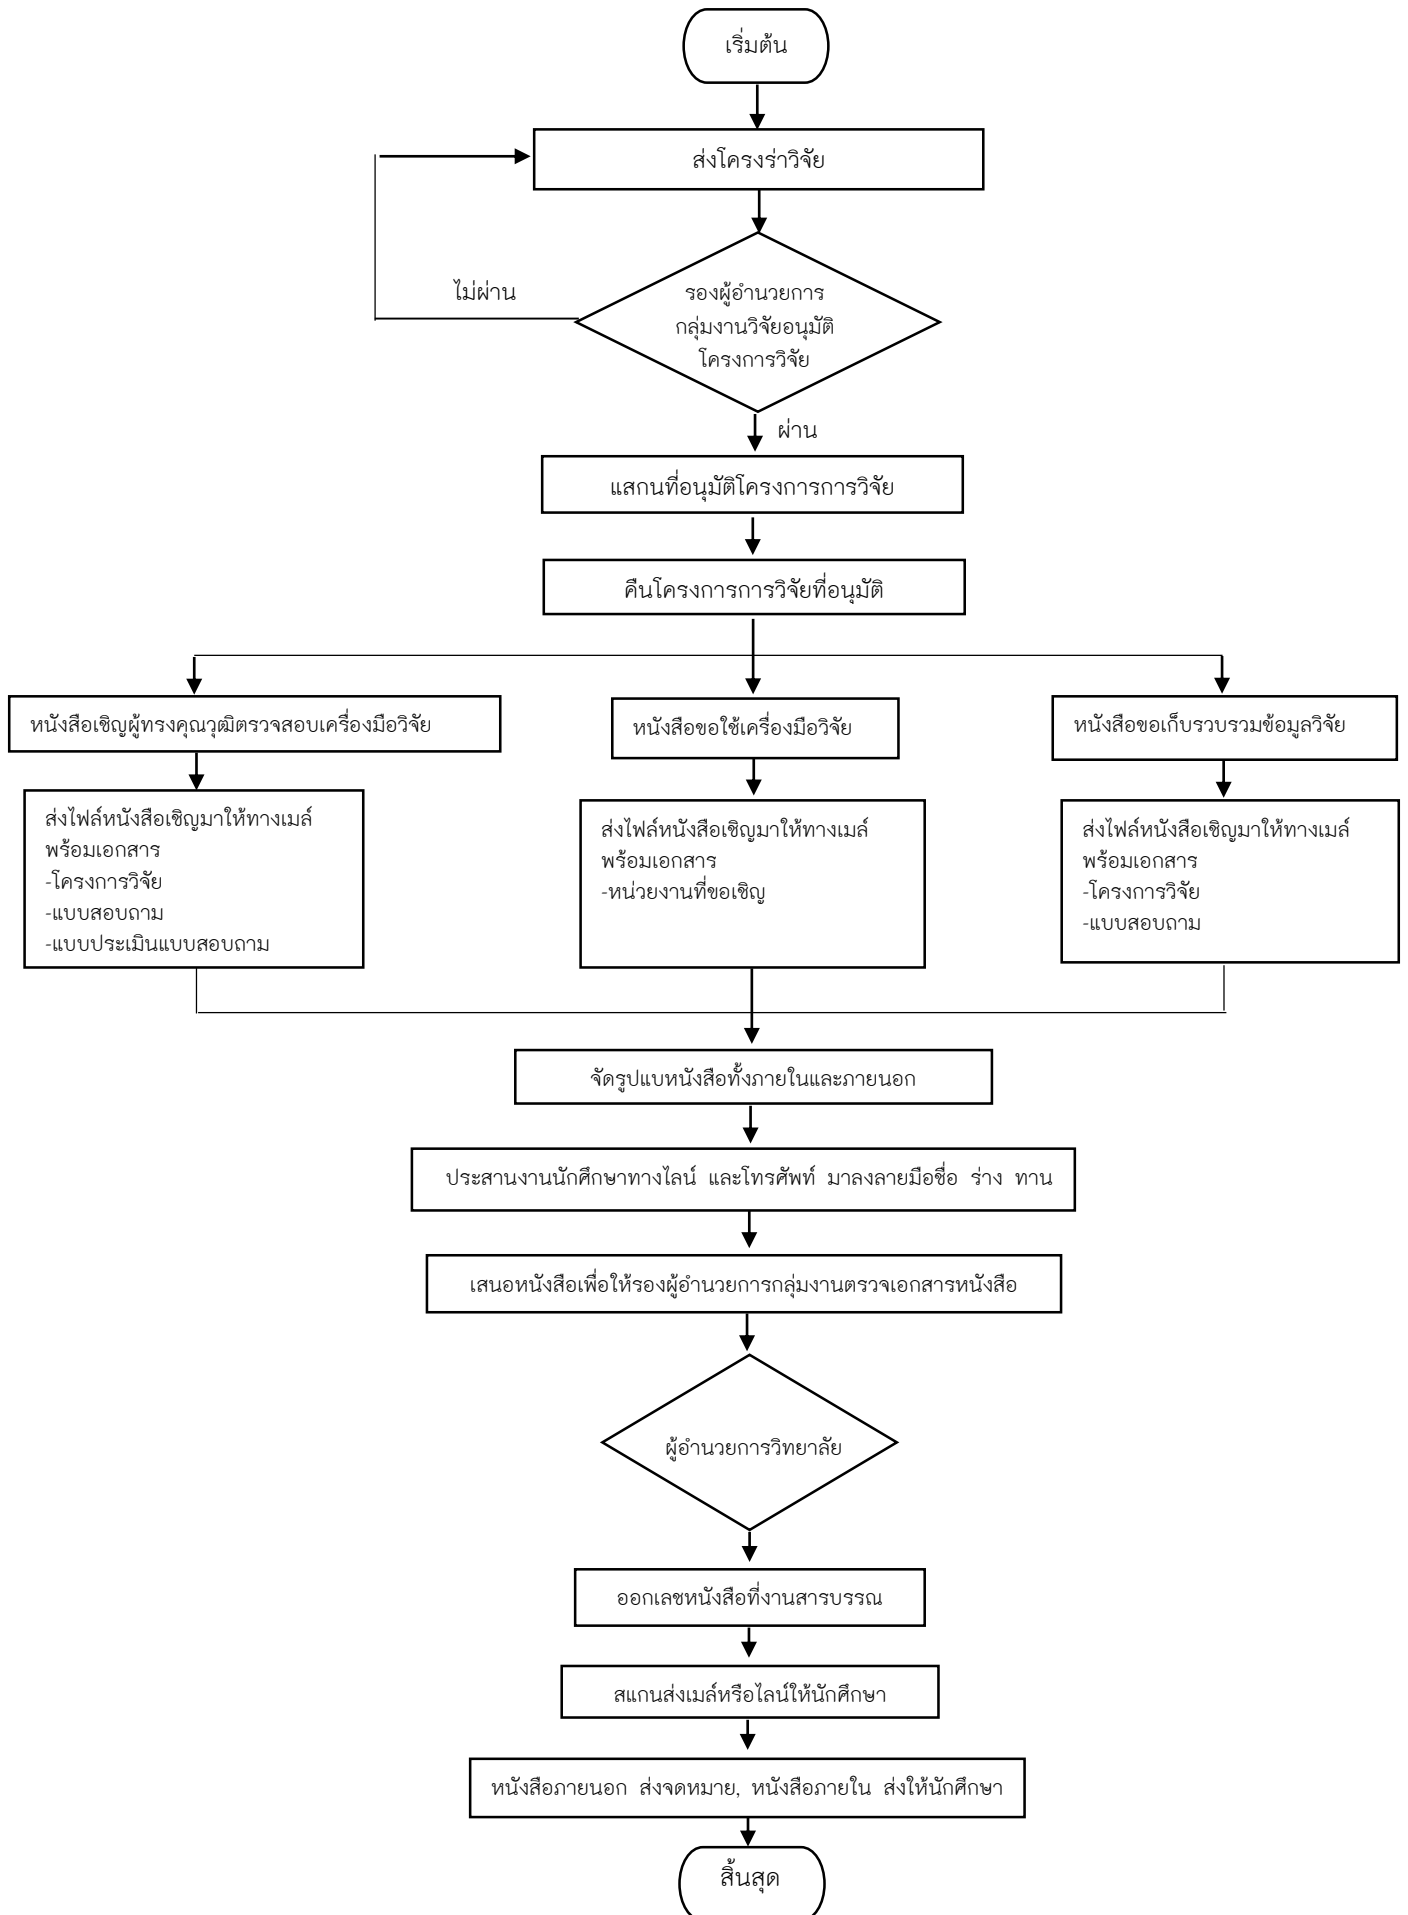 เริ่มต้น
ส่งโครงร่าวิจัย
ไม่ผ่าน
รองผู้อำนวยการ
กลุ่มงานวิจัยอนุมัติ
โครงการวิจัย
ผ่าน
แสกนที่อนุมัติโครงการการวิจัย
คืนโครงการการวิจัยที่อนุมัติ
หนังสือเชิญผู้ทรงคุณวุฒิตรวจสอบเครื่องมือวิจัย
หนังสือขอใช้เครื่องมือวิจัย
หนังสือขอเก็บรวบรวมข้อมูลวิจัย
ส่งไฟล์หนังสือเชิญมาให้ทางเมล์
พร้อมเอกสาร
-โครงการวิจัย
-แบบสอบถาม
-แบบประเมินแบบสอบถาม
ส่งไฟล์หนังสือเชิญมาให้ทางเมล์
พร้อมเอกสาร
-หน่วยงานที่ขอเชิญ
ส่งไฟล์หนังสือเชิญมาให้ทางเมล์
พร้อมเอกสาร
-โครงการวิจัย
-แบบสอบถาม
จัดรูปแบหนังสือทั้งภายในและภายนอก
ประสานงานนักศึกษาทางไลน์ และโทรศัพท์ มาลงลายมือชื่อ ร่าง ทาน
เสนอหนังสือเพื่อให้รองผู้อำนวยการกลุ่มงานตรวจเอกสารหนังสือ
ผู้อำนวยการวิทยาลัย
ออกเลชหนังสือที่งานสารบรรณ
สแกนส่งเมล์หรือไลน์ให้นักศึกษา
หนังสือภายนอก ส่งจดหมาย, หนังสือภายใน ส่งให้นักศึกษา
สิ้นสุด